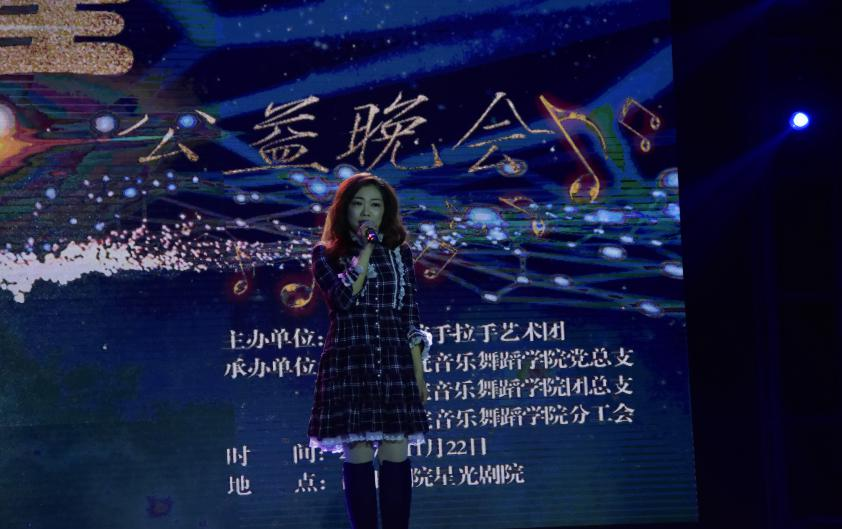 公益晚会
主办单位： 手拉手艺术团
承办单位 音乐舞蹈学院党总支
音乐舞蹈学院团总支
音乐舞蹈学院分工会
时 间： 月22日
地 点： 院星光剧院